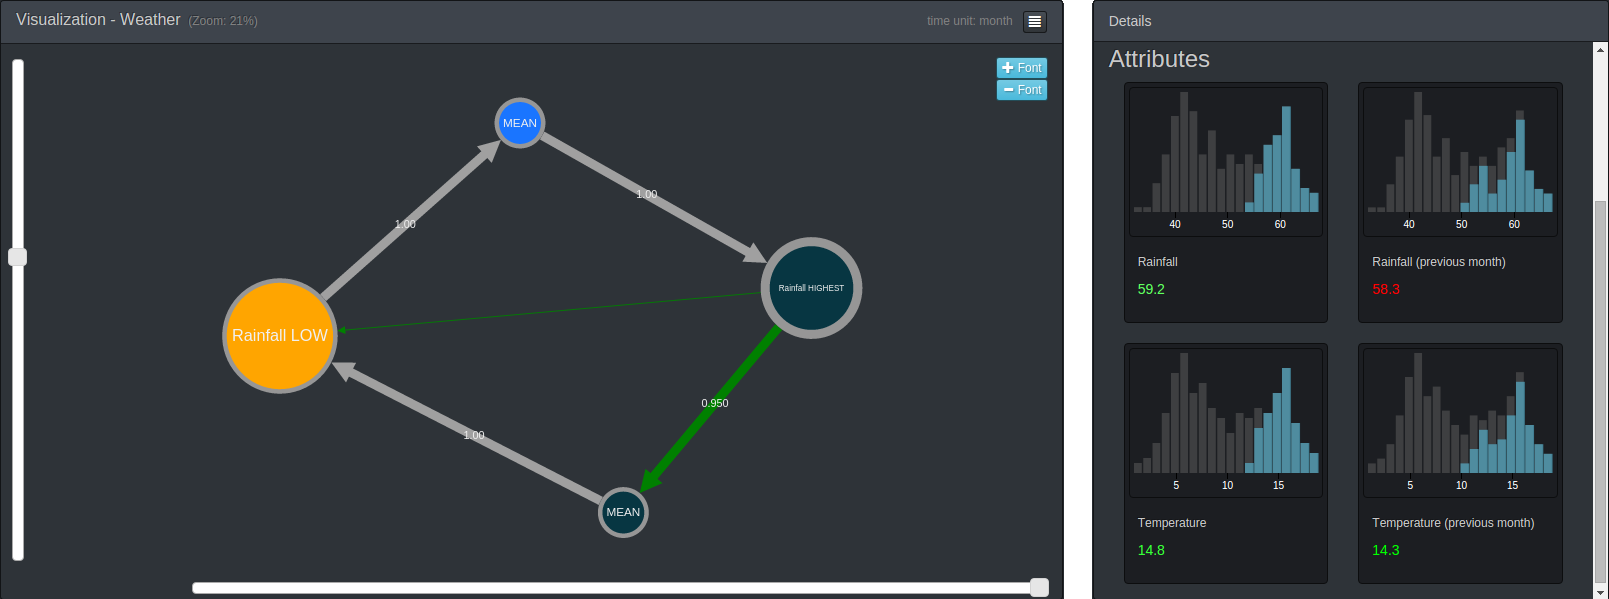 Visualization - Weather (Zoom: 21%)
time unit: month
Font
Font
MEAN
1.00
1.00
Rainfall HIGHEST
Rainfall LOW
0.950
1.00
MEAN
Details
Attributes
40 50 60
Rainfall
59.2
40 50 60
Rainfall (previous month)
58.3
5 10 15
Temperature
14.8
5 10 15
Temperature (previous month)
14.3